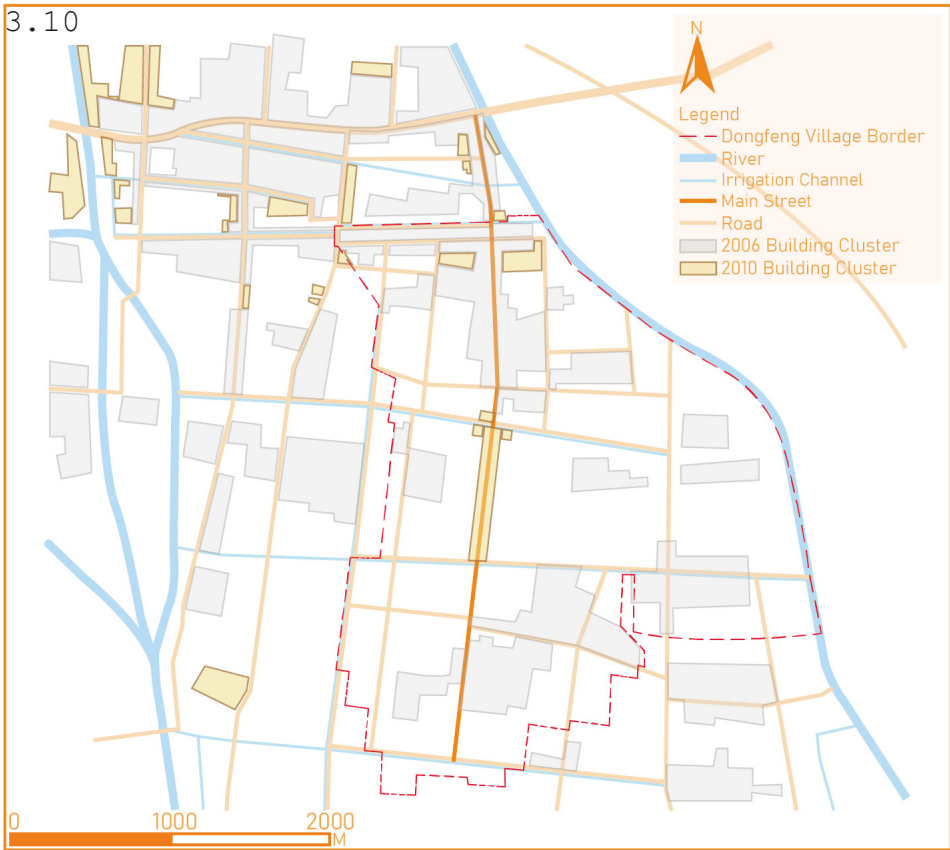 3.10
N
Legend
Dongfeng Village Border
River
Irrigation Channel
Main Street
Road
2006 Building Cluster
2010 Building Cluster
0 1000 2000
M